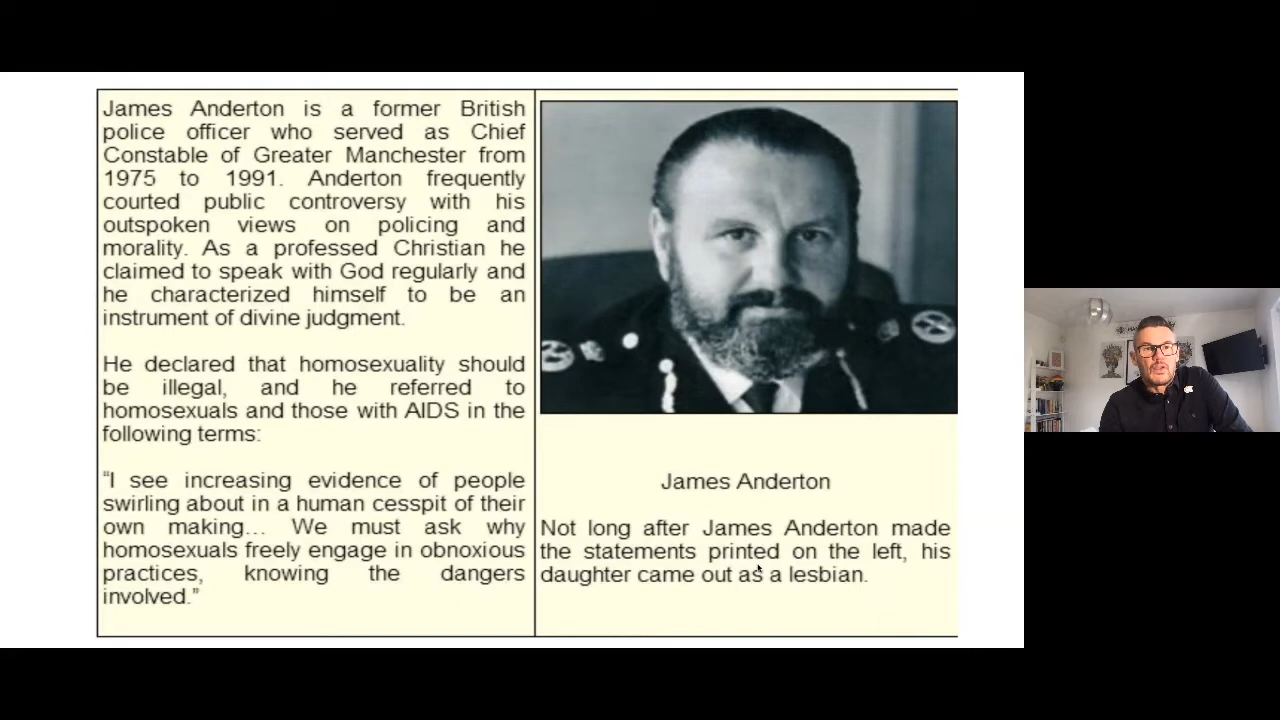 James Anderton is a former British
police officer who served as Chief
Constable of Greater Manchester from
1975 to 1991. Anderton frequently
courted public controversy with his
outspoken views on policing and
morality. As a professed Christian he
claimed to speak with God regularly and
he characterized himself to be an
instrument of divine judgment.
He declared that homosexuality should
be illegal, and he referred to
homosexuals and those with AIDS in the
following terms:
“I see increasing evidence of people
swirling about in a human cesspit of their
own making... We must ask why
homosexuals freely engage in obnoxious
practices, knowing the dangers
involved.”
James Anderton
Not long after James Anderton made
the statements printed on the left, his
daughter came out as a lesbian.